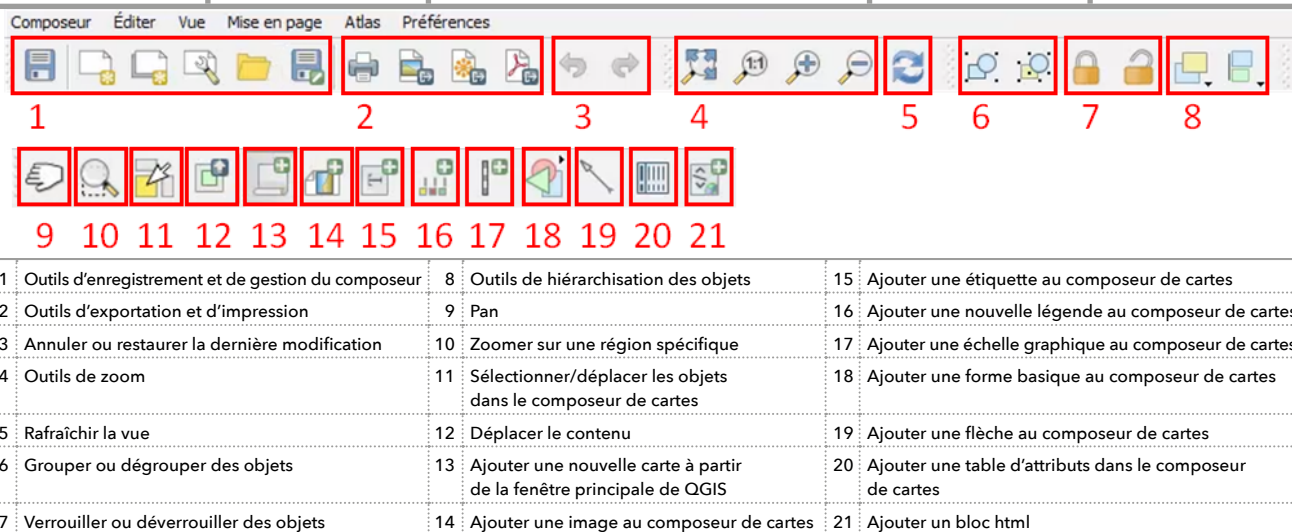 Composeur Éditer Vue Mise en page Atlas Préférences
1:1
1 2 3 4 5 6 7 8
9 10 11 12 13 14 15 16 17 18 19 20 21
1 Outils d'enregistrement et de gestion du composeur 8 Outils de hiérarchisation des objets 15 Ajouter une étiquette au composeur de cartes
2 Outils d'exportation et d'impression 9 Pan 16 Ajouter une nouvelle légende au composeur de cartes
3 Annuler ou restaurer la dernière modification 10 Zoomer sur une région spécifique 17 Ajouter une échelle graphique au composeur de cartes
4 Outils de zoom 11 Sélectionner/déplacer les objets 18 Ajouter une forme basique au composeur de cartes
dans le composeur de cartes
5 Rafraîchir la vue 12 Déplacer le contenu 19 Ajouter une flèche au composeur de cartes
6 Grouper ou dégrouper des objets 13 Ajouter une nouvelle carte à partir 20 Ajouter une table d'attributs dans le composeur
de la fenêtre principale de QGIS de cartes
7 Verrouiller ou déverrouiller des objets 14 Ajouter une image au composeur de cartes 21 Ajouter un bloc html